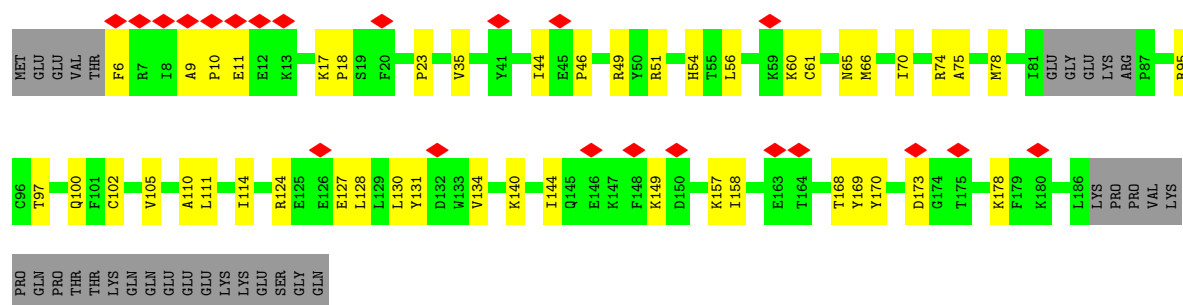 MET GLU GLU VAL THR F6 R7 I8 A9 P10 E11 E12 K13 K17 P18 S19 F20 P23 V35 Y41 I44 E45 P46 R49 Y50 R51 H54 T55 L56 K59 K60 C61 N65 M66 I70 R74 A75 M78 I81 GLU GLY GLU LYS ARG P87 R95
C96 T97 Q100 F101 C102 V105 A110 L111 I114 R124 E125 E126 E127 L128 L129 L130 Y131 D132 W133 V134 K140 I144 Q145 E146 K147 F148 K149 D150 K157 I158 E163 T164 T168 Y169 Y170 D173 G174 T175 K178 F179 K180 L186 LYS PRO PRO VAL LYS
PRO GLN PRO THR THR LYS GLN GLN GLU GLU GLU LYS LYS GLU SER GLY GLN